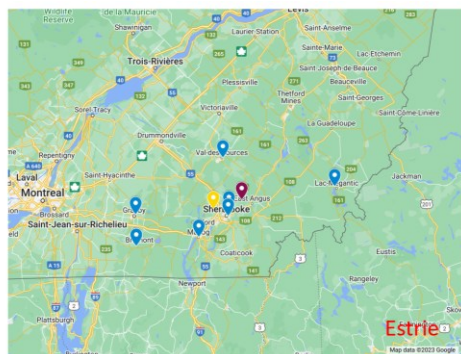 de la Mauricie
Wildlife
Reserve
Shawinigan
Lévis
Laurier Station
Saint-Anselme
Sainte-Marie
Lac-Etchemin
Saint-Joseph-
de-Beauce
Beauceville
Trois-Rivières
Plessisville
Thetford
Mines
Saint-Georges
Saint-Côme-Linière
Sorel-Tracy
Victoriaville
La Guadeloupe
Drummondville
Val-des-Sources
Repentigny
Saint-Hyacinthe
Lac-Mégantic
Jackman
Laval
Montreal
East Angus
Brossard
Granby
Sherbrooke
Saint-Jean-sur-Richelieu
Magog
Bromont
Coaticook
Eustis
Newport
Rangeley
Plattsburgh
Estrie
Map data ©2023 Google